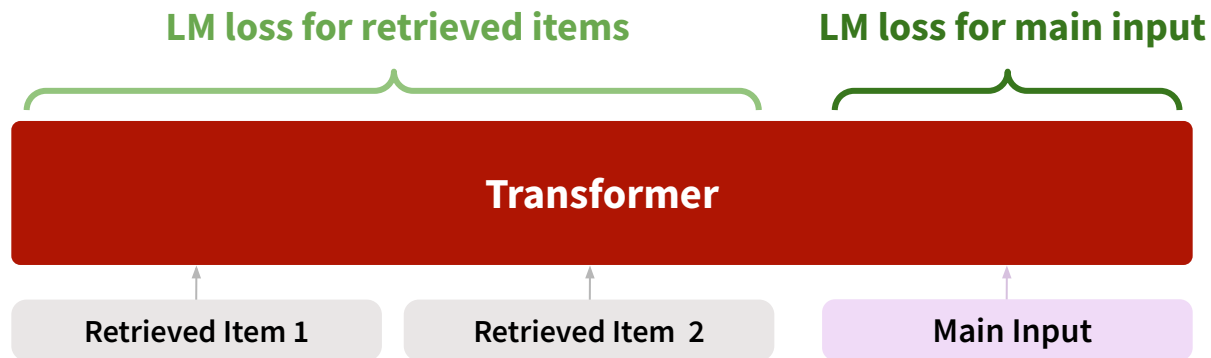 LM loss for retrieved items
LM loss for main input
Transformer
Retrieved Item 1
Retrieved Item 2
Main Input